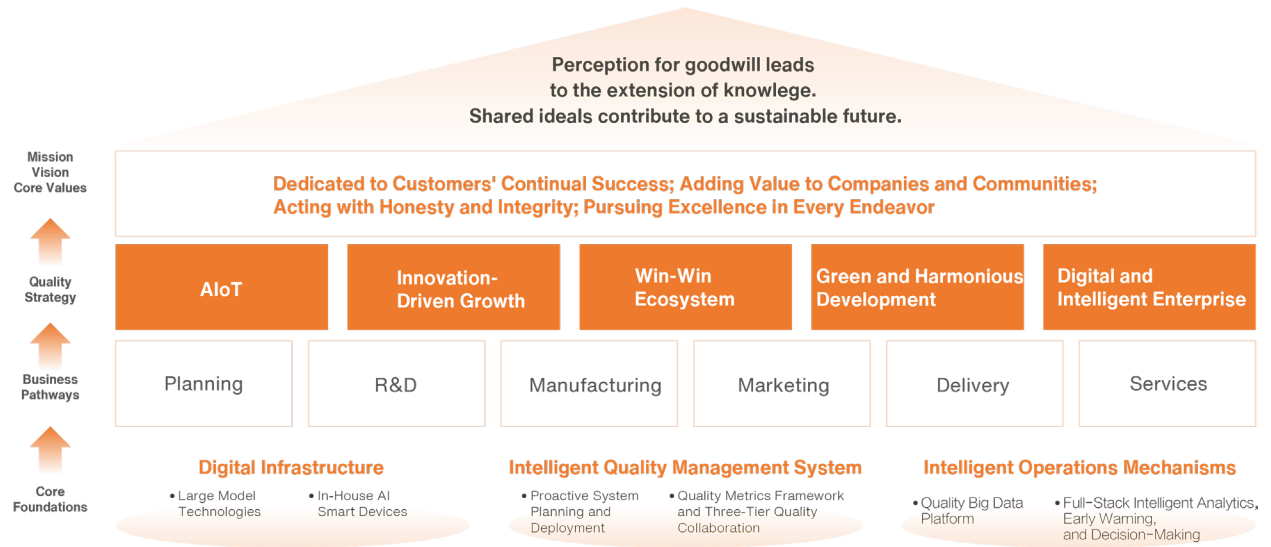 Perception for goodwill leads
to the extension of knowlege.
Shared ideals contribute to a sustainable future.
Mission
Vision
Core Values
Dedicated to Customers' Continual Success; Adding Value to Companies and Communities;
Acting with Honesty and Integrity; Pursuing Excellence in Every Endeavor
Quality
Strategy
AIoT
Innovation-
Driven Growth
Win-Win
Ecosystem
Green and Harmonious
Development
Digital and
Intelligent Enterprise
Business
Pathways
Planning
R&D
Manufacturing
Marketing
Delivery
Services
Core
Foundations
Digital Infrastructure
• Large Model
Technologies
• In-House AI
Smart Devices
Intelligent Quality Management System
• Proactive System
Planning and
Deployment
• Quality Metrics Framework
and Three-Tier Quality
Collaboration
Intelligent Operations Mechanisms
• Quality Big Data
Platform
• Full-Stack Intelligent Analytics,
Early Warning,
and Decision-Making